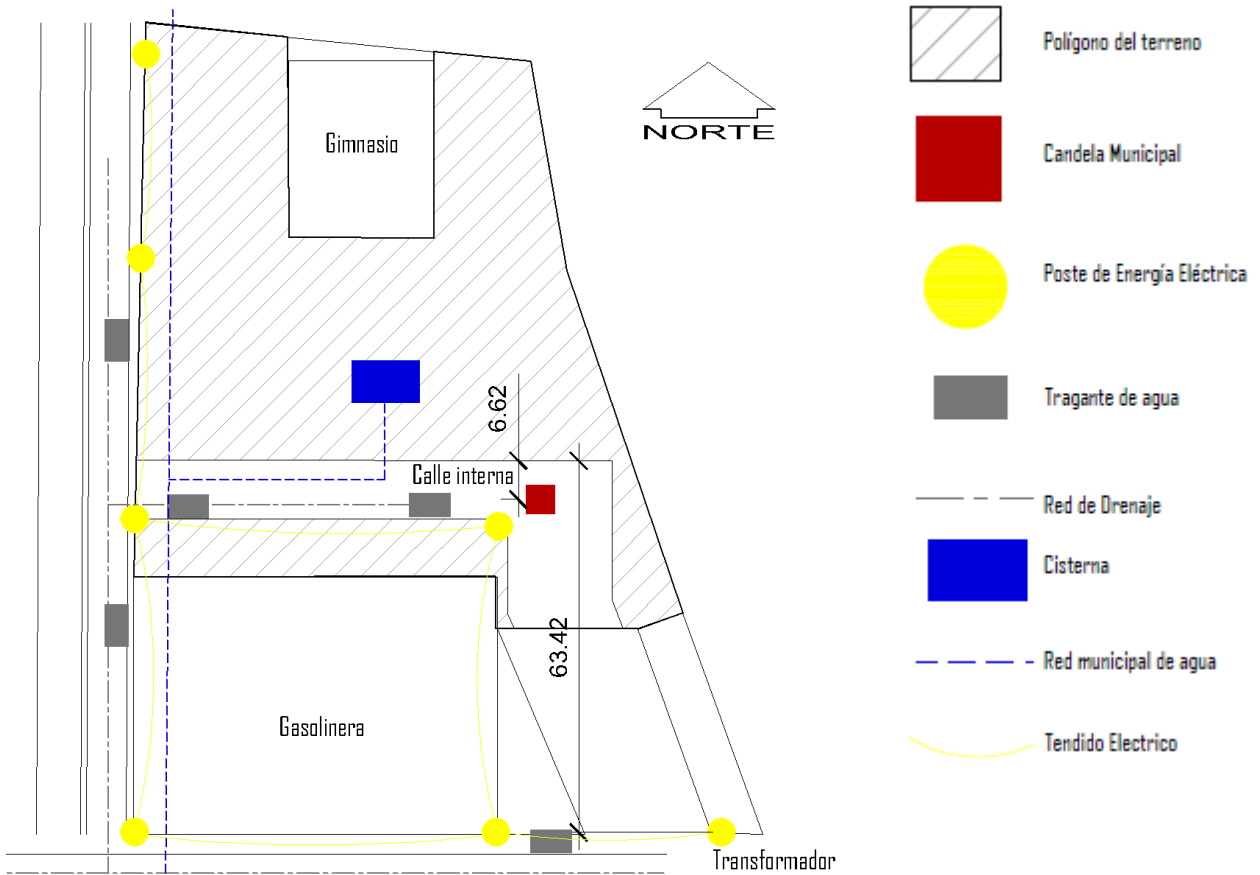 Gimnasio
NORTE
6.62
Calle interna
63.42
Gasolinera
Transformador
Polígono del terreno
Candela Municipal
Poste de Energía Eléctrica
Tragante de agua
Red de Drenaje
Cisterna
Red municipal de agua
Tendido Electrico